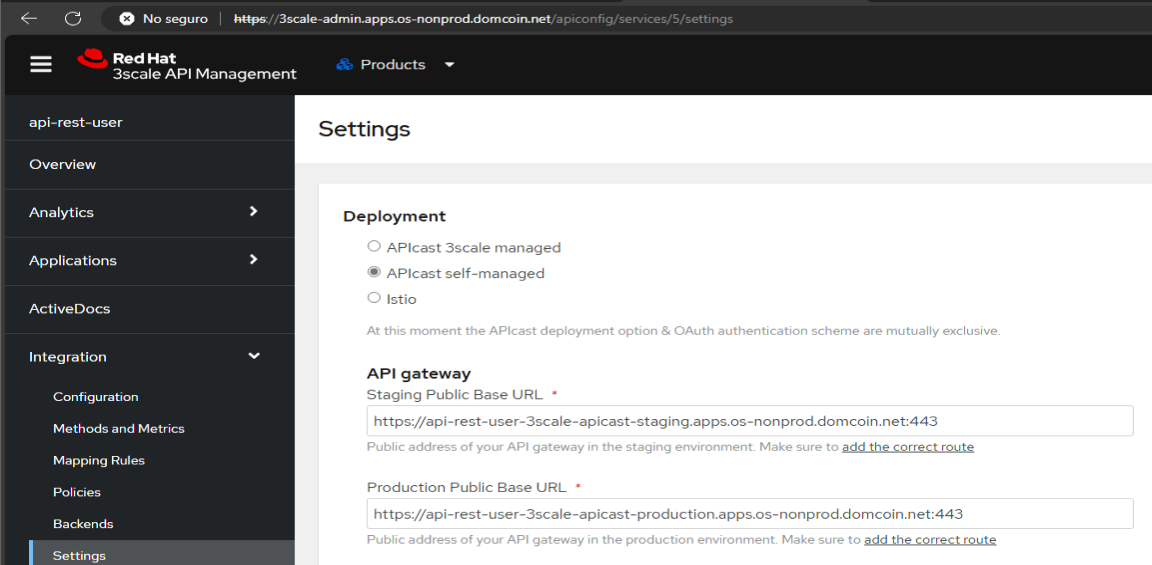 No seguro https://3scale-admin.apps.os-nonprod.domcoin.net/apiconfig/services/5/settings
Red Hat
3scale API Management
Products
api-rest-user
Overview
Analytics
Applications
ActiveDocs
Integration
Configuration
Methods and Metrics
Mapping Rules
Policies
Backends
Settings
Settings
Deployment
APIcast 3scale managed
APIcast self-managed
Istio
At this moment the APIcast deployment option & OAuth authentication scheme are mutually exclusive.
API gateway
Staging Public Base URL *
https://api-rest-user-3scale-apicast-staging.apps.os-nonprod.domcoin.net:443
Public address of your API gateway in the staging environment. Make sure to add the correct route
Production Public Base URL *
https://api-rest-user-3scale-apicast-production.apps.os-nonprod.domcoin.net:443
Public address of your API gateway in the production environment. Make sure to add the correct route